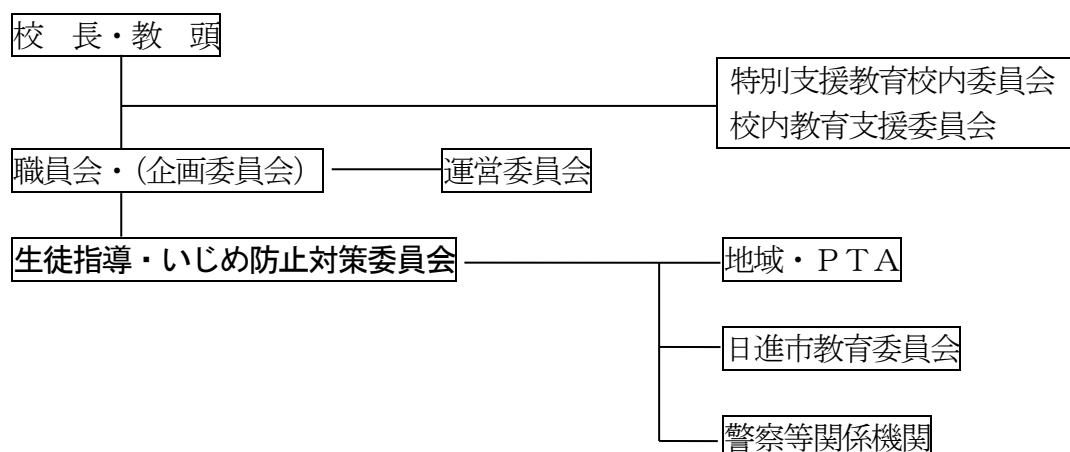 校　長・教　頭
特別支援教育校内委員会
校内教育支援委員会
職員会・（企画委員会）
運営委員会
生徒指導・いじめ防止対策委員会
地域・ＰＴＡ
日進市教育委員会
警察等関係機関